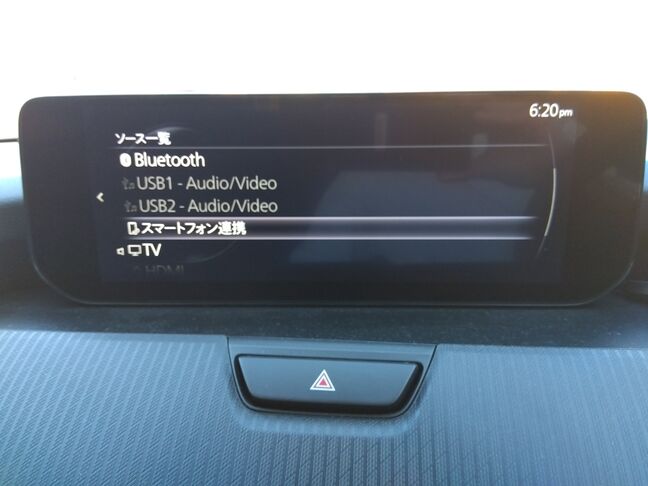 6:20pm
ソース一覧
Bluetooth
USB1 - Audio/Video
USB2 - Audio/Video
スマートフォン連携
TV
HDMI